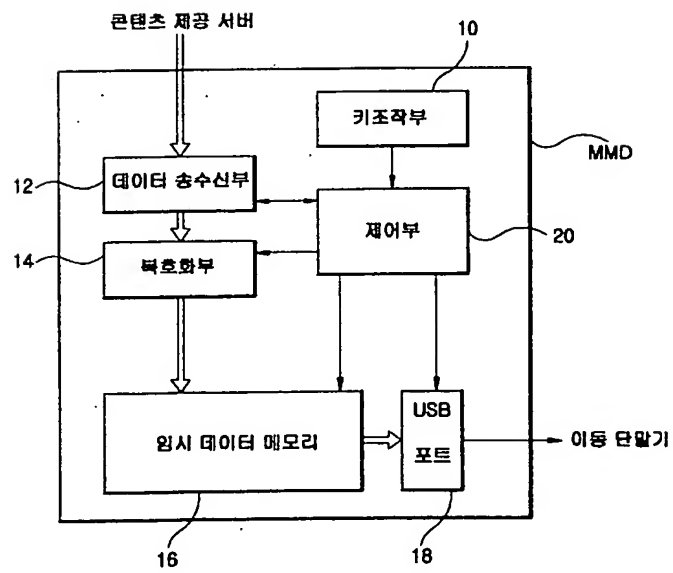 콘텐츠 제공 서버
10
키조작부
MMD
12
데이터 송수신부
제어부
20
14
복호화부
임시 데이터 메모리
USB
포트
이동 단말기
16
18